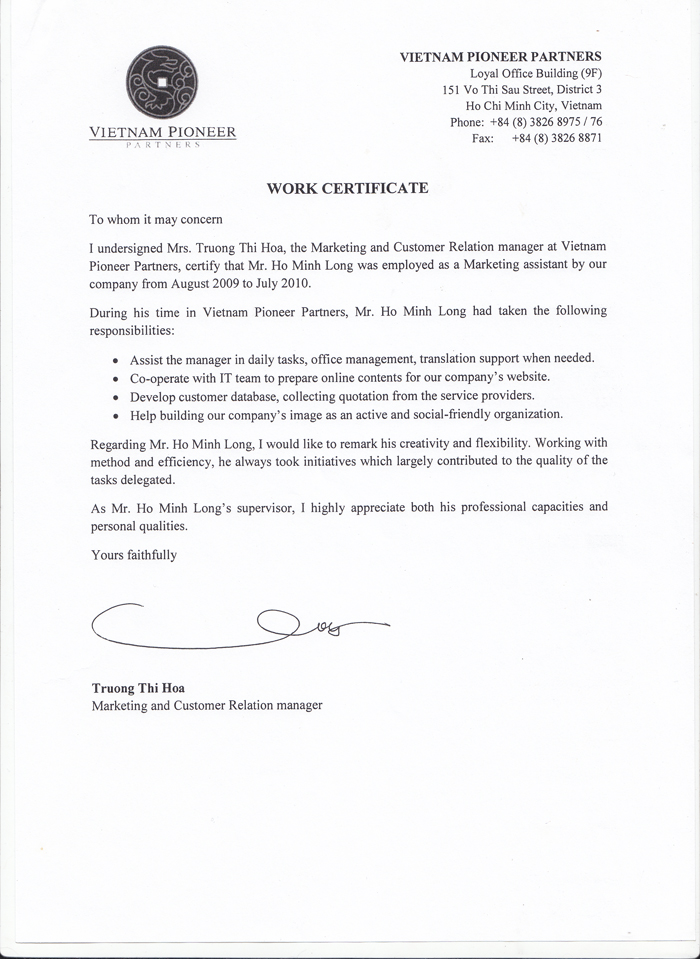 VIETNAM PIONEER
PARTNERS
VIETNAM PIONEER PARTNERS
Loyal Office Building (9F)
151 Vo Thi Sau Street, District 3
Ho Chi Minh City, Vietnam
Phone: +84 (8) 3826 8975 / 76
Fax: +84 (8) 3826 8871
WORK CERTIFICATE
To whom it may concern
I undersigned Mrs. Truong Thi Hoa, the Marketing and Customer Relation manager at Vietnam
Pioneer Partners, certify that Mr. Ho Minh Long was employed as a Marketing assistant by our
company from August 2009 to July 2010.
During his time in Vietnam Pioneer Partners, Mr. Ho Minh Long had taken the following
responsibilities:
• Assist the manager in daily tasks, office management, translation support when needed.
• Co-operate with IT team to prepare online contents for our company's website.
• Develop customer database, collecting quotation from the service providers.
• Help building our company's image as an active and social-friendly organization.
Regarding Mr. Ho Minh Long, I would like to remark his creativity and flexibility. Working with
method and efficiency, he always took initiatives which largely contributed to the quality of the
tasks delegated.
As Mr. Ho Minh Long's supervisor, I highly appreciate both his professional capacities and
personal qualities.
Yours faithfully
Truong Thi Hoa
Marketing and Customer Relation manager